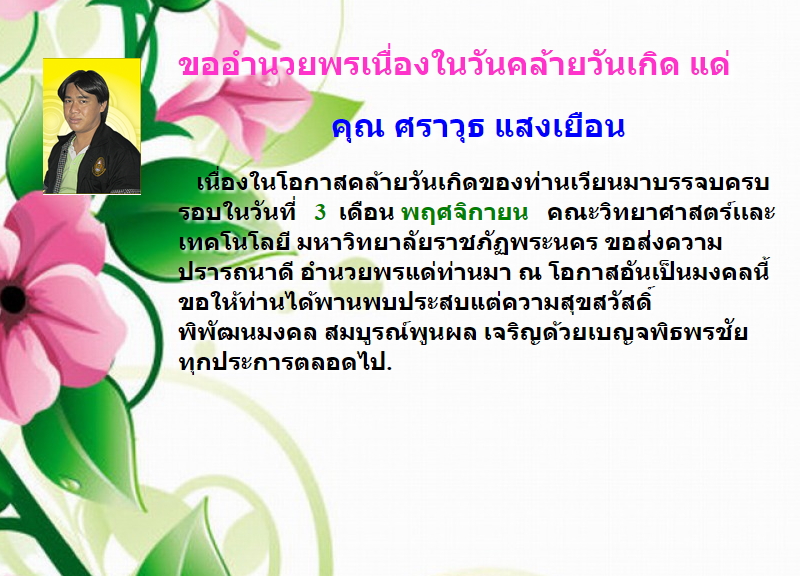 ขออำนวยพรเนื่องในวันคล้ายวันเกิด แด่
คุณ ศราวุธ แสงเยือน
เนื่องในโอกาสคล้ายวันเกิดของท่านเวียนมาบรรจบครบ
รอบในวันที่ 3 เดือน พฤศจิกายน คณะวิทยาศาสตร์และ
เทคโนโลยี มหาวิทยาลัยราชภัฏพระนคร ขอส่งความ
ปรารถนาดี อำนวยพรแด่ท่านมา ณ โอกาสอันเป็นมงคลนี้
ขอให้ท่านได้พานพบประสบแต่ความสุขสวัสดิ์
พิพัฒนมงคล สมบูรณ์พูนผล เจริญด้วยเบญจพิธพรชัย
ทุกประการตลอดไป.